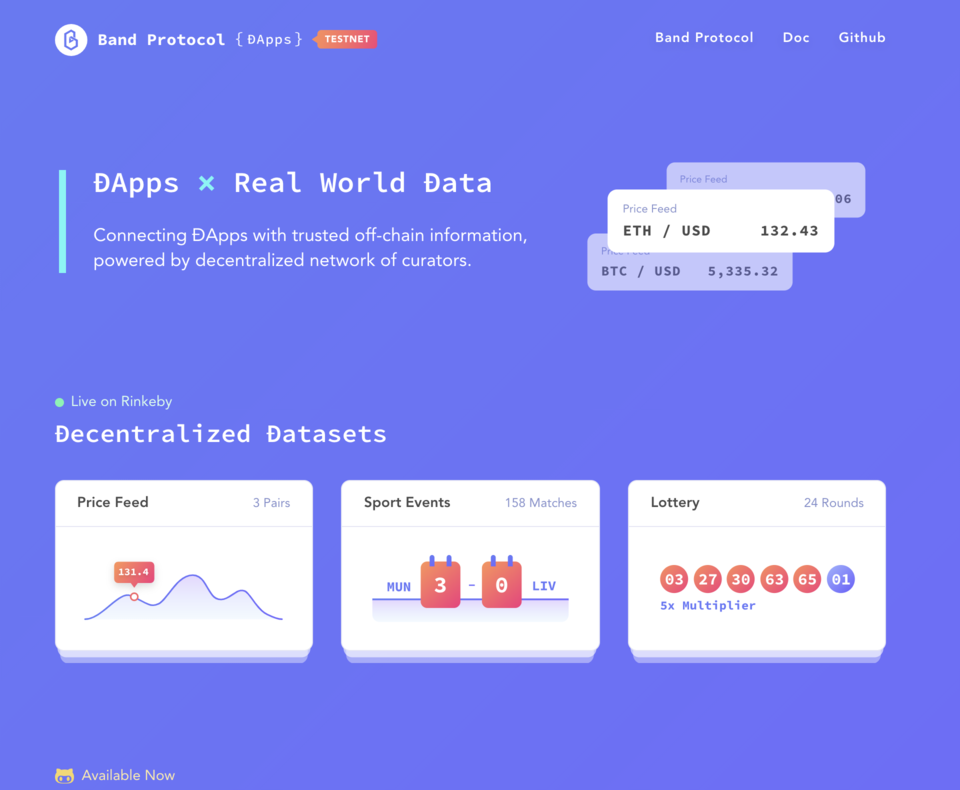 Band Protocol { ĐApps } TESTNET
Band Protocol Doc Github
ĐApps × Real World Đata
Connecting ĐApps with trusted off-chain information,
powered by decentralized network of curators.
Price Feed
06
Price Feed
ETH / USD 132.43
Price Feed
BTC / USD 5,335.32
Live on Rinkeby
Đecentralized Đatasets
Price Feed 3 Pairs
131.4
Sport Events 158 Matches
MUN 3 - 0 LIV
Lottery 24 Rounds
03 27 30 63 65 01
5x Multiplier
Available Now